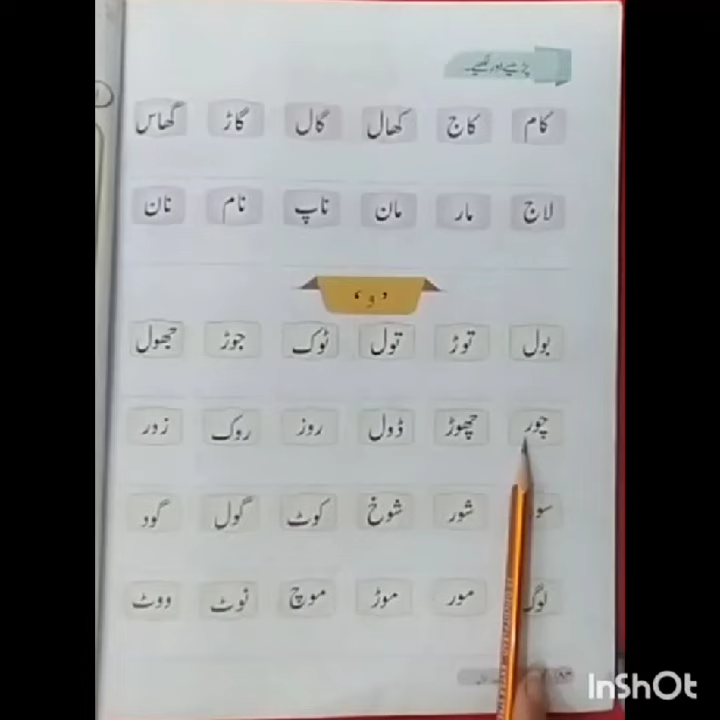 پڑھیے اور لکھیے۔
کام کاج کھال گال گاڑ گھاس
لاج مار مان ناپ نام نان
’و‘
بول توڑ تول ٹوک جوڑ جھول
چور چھوڑ ڈول روز روک زور
شور شوخ کوٹ گول گود
لوگ مور موڑ موچ نوٹ ووٹ
InShOt